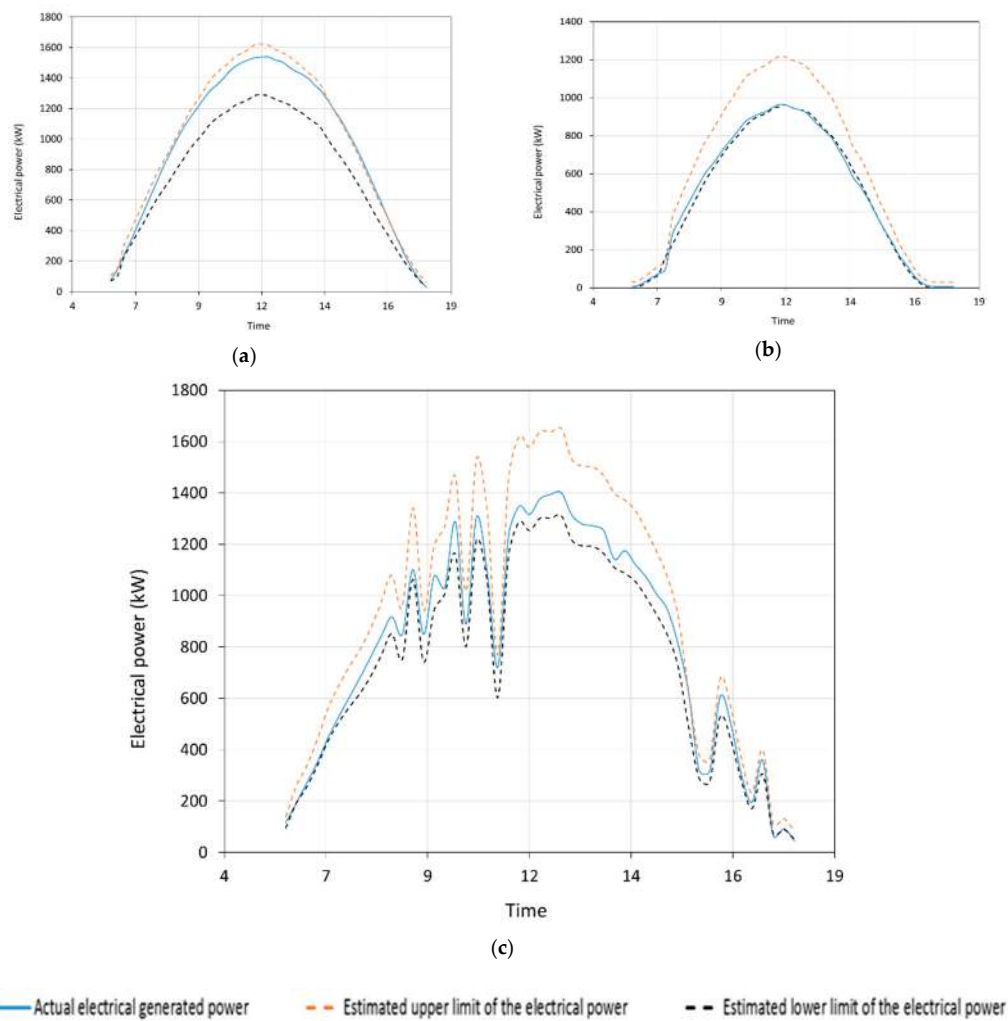 1800
1600
1400
1200
1000
800
600
400
200
0
Electrical power (kW)
4 7 9 12 14 16 19
Time
(a)
1400
1200
1000
800
600
400
200
0
Electrical power (kW)
4 7 9 12 14 16 19
Time
(b)
1800
1600
1400
1200
1000
800
600
400
200
0
Electrical power (kW)
4 7 9 12 14 16 19
Time
(c)
Actual electrical generated power Estimated upper limit of the electrical power Estimated lower limit of the electrical power